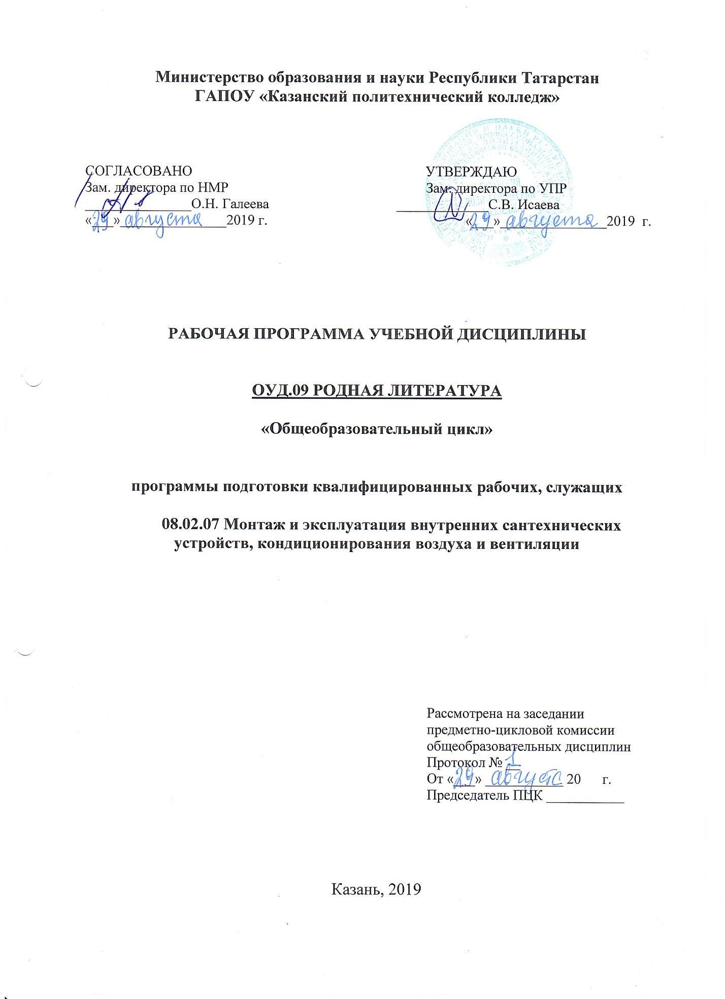 Министерство образования и науки Республики Татарстан
ГАПОУ «Казанский политехнический колледж»
СОГЛАСОВАНО
Зам. директора по НМР
_______________О.Н. Галеева
«29» августа 2019 г.
УТВЕРЖДАЮ
Зам. директора по УПР
_____________С.В. Исаева
«29» августа 2019 г.
РАБОЧАЯ ПРОГРАММА УЧЕБНОЙ ДИСЦИПЛИНЫ
ОУД.09 РОДНАЯ ЛИТЕРАТУРА
«Общеобразовательный цикл»
программы подготовки квалифицированных рабочих, служащих
08.02.07 Монтаж и эксплуатация внутренних сантехнических
устройств, кондиционирования воздуха и вентиляции
Рассмотрена на заседании
предметно-цикловой комиссии
общеобразовательных дисциплин
Протокол № 1
От «29» августа 20 г.
Председатель ПЦК ___________
Казань, 2019